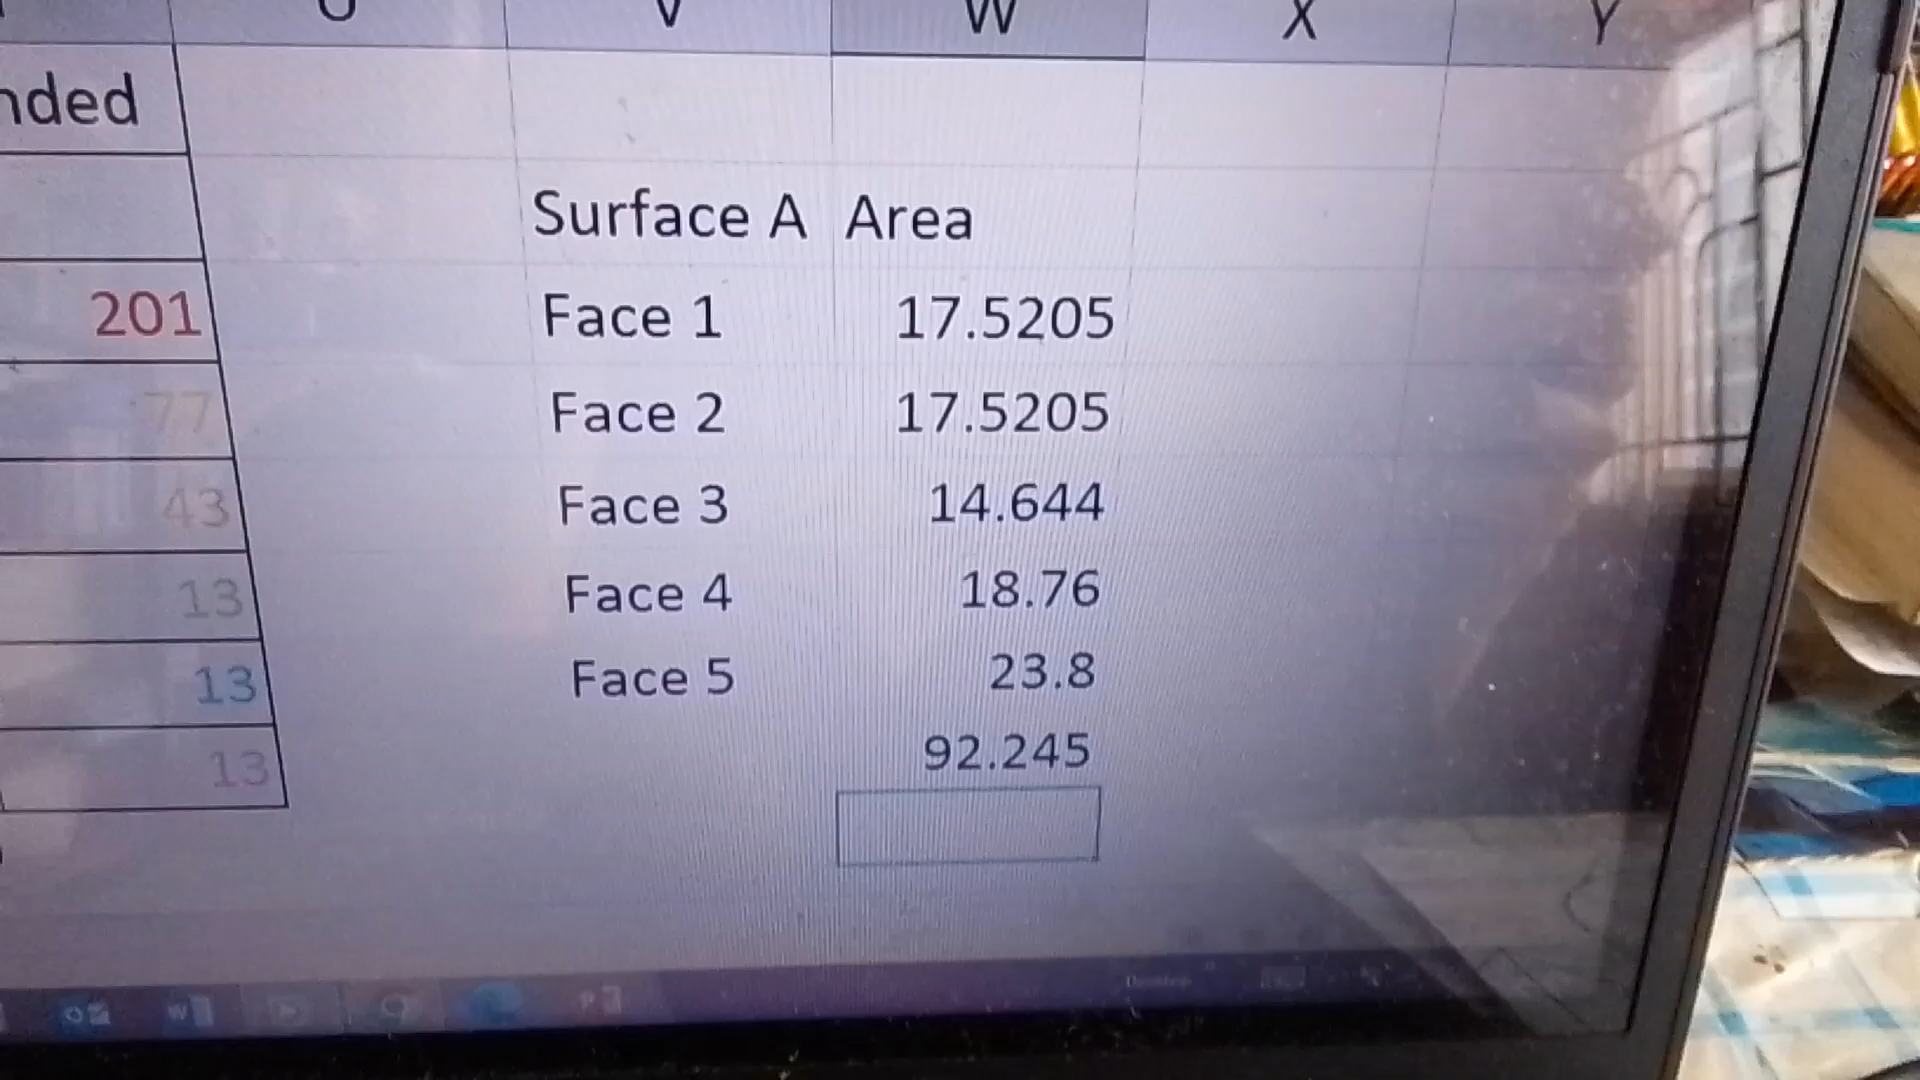 U V W X Y
nded
Surface A Area
201 Face 1 17.5205
77 Face 2 17.5205
43 Face 3 14.644
13 Face 4 18.76
13 Face 5 23.8
13 92.245
Desktop